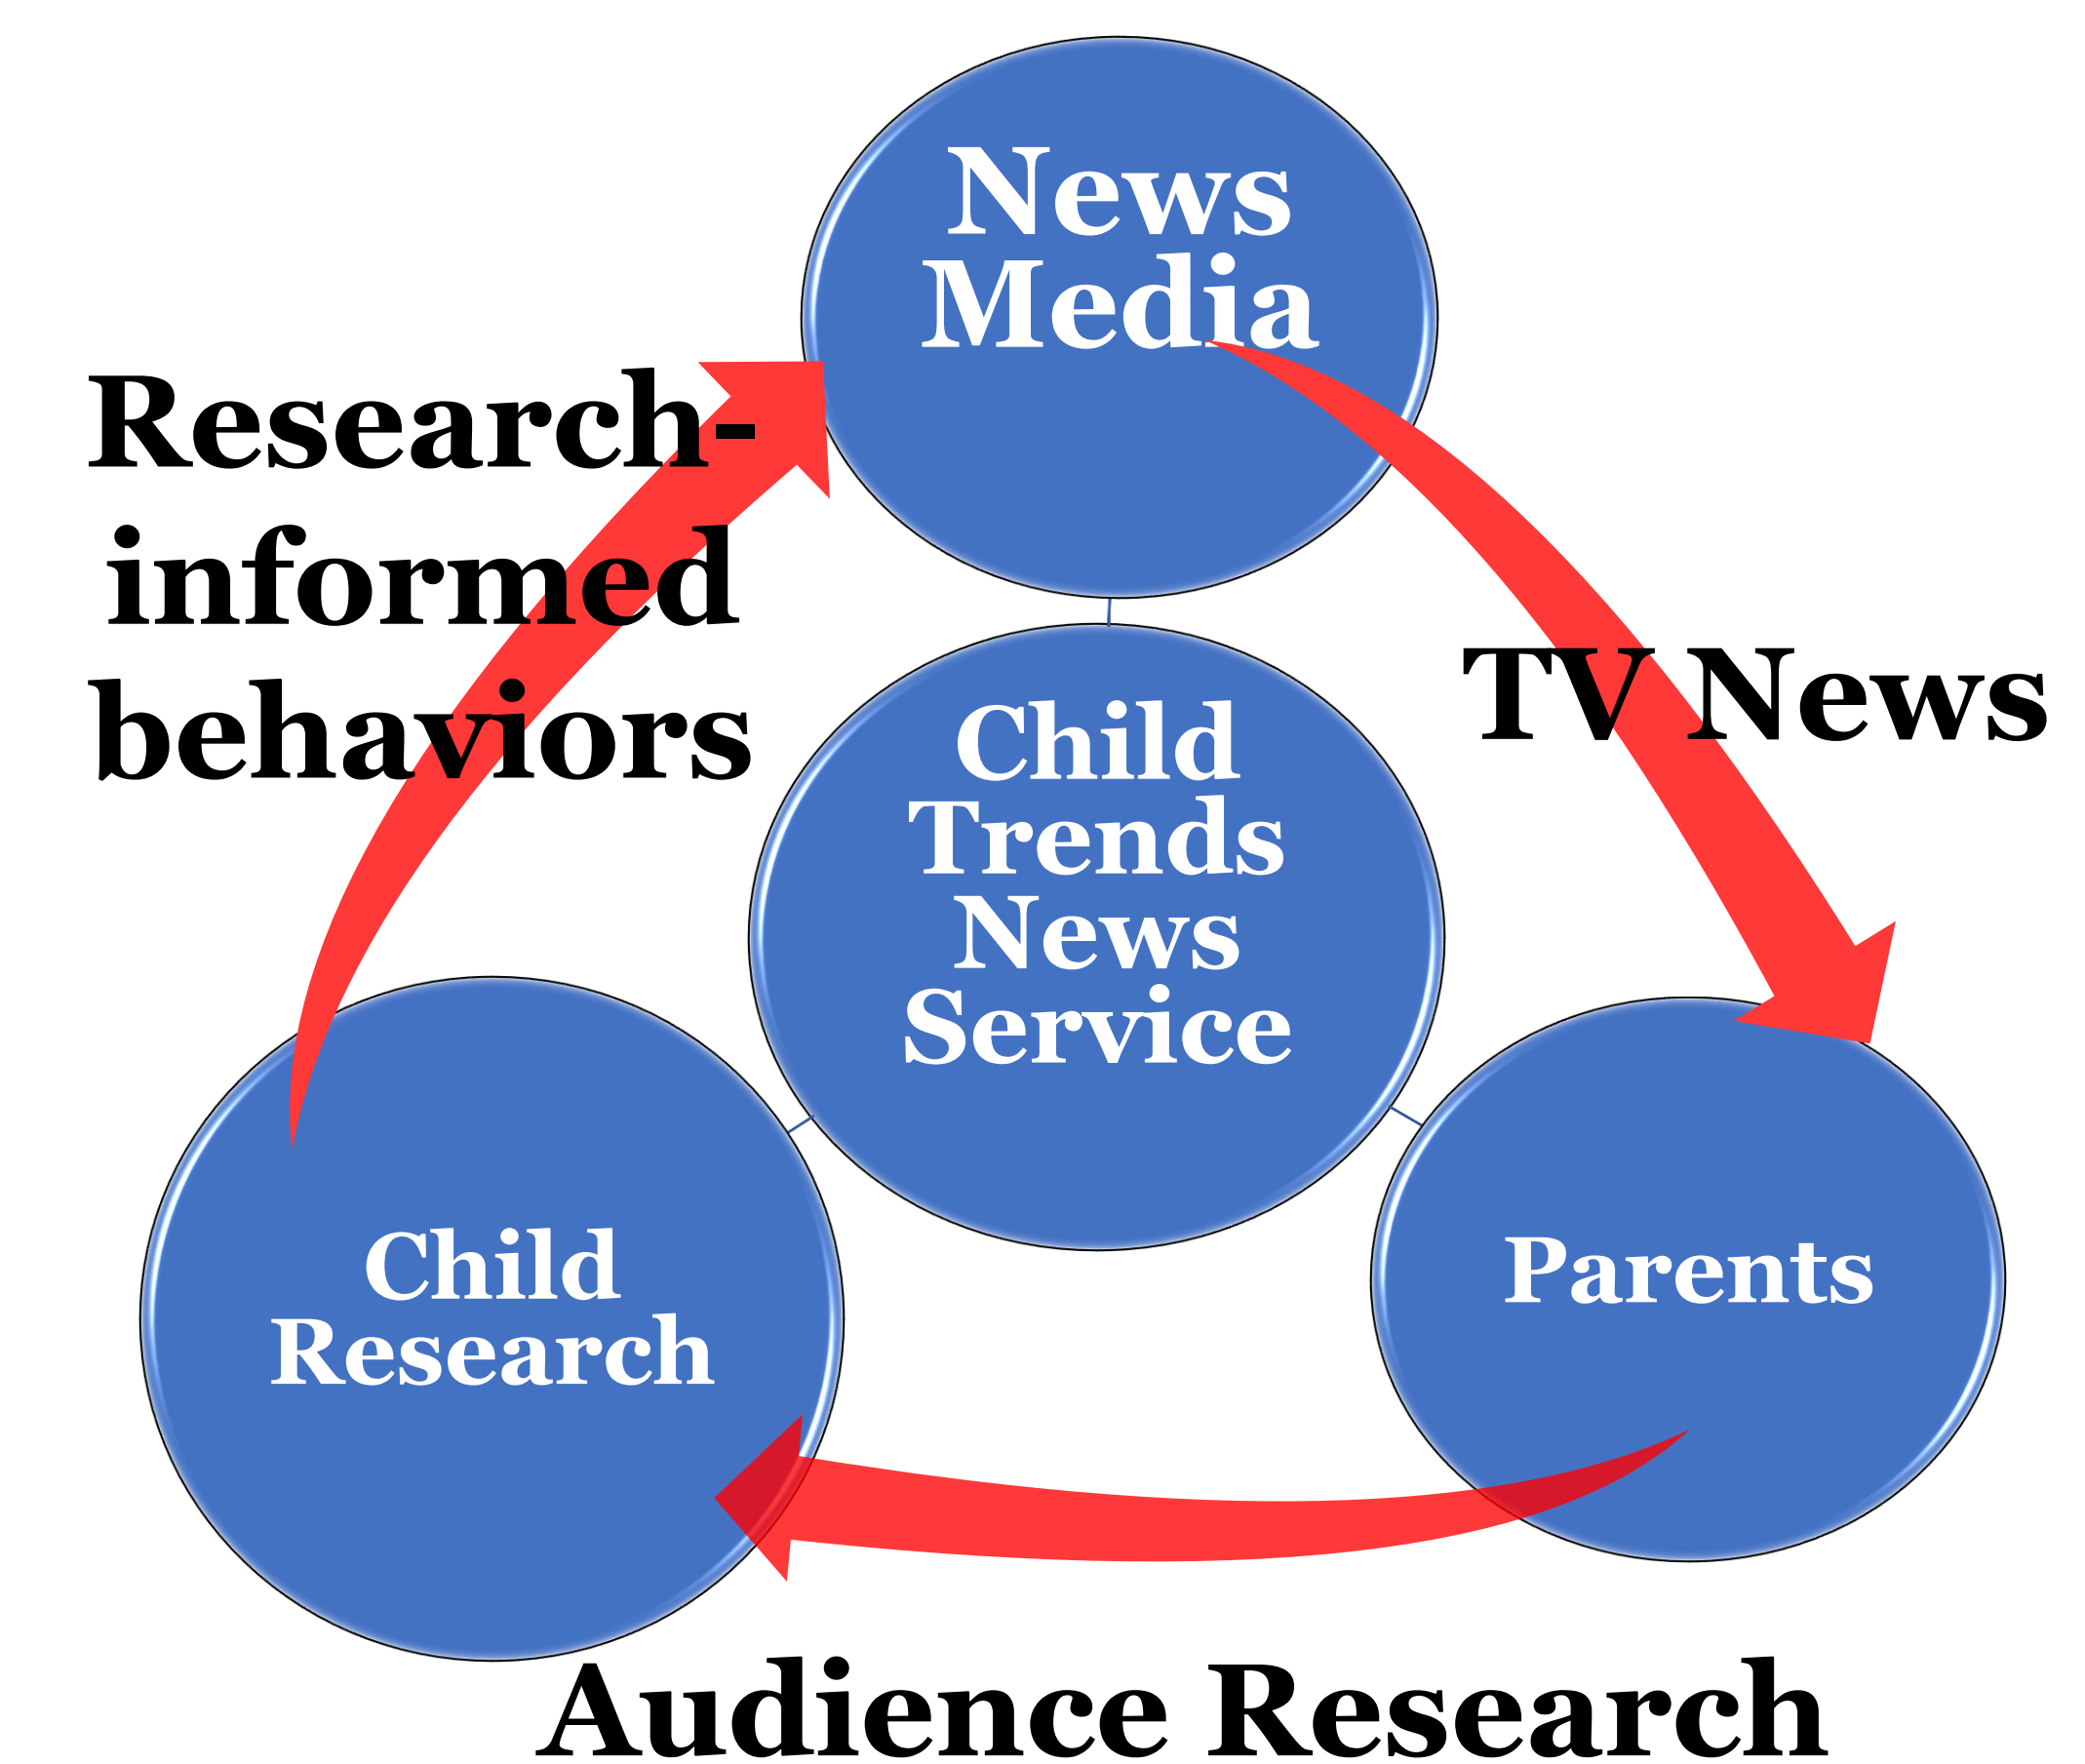 News
Media
Research-
informed
behaviors
TV News
Child
Trends
News
Service
Child
Research
Parents
Audience Research